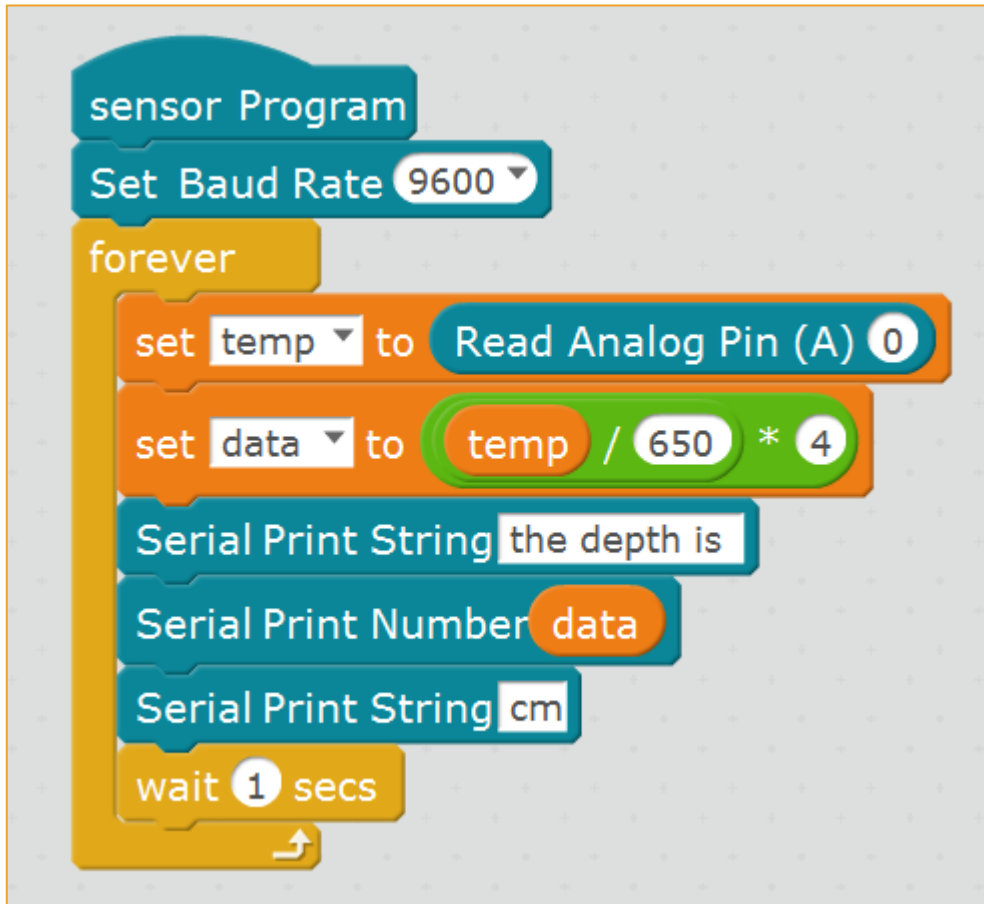 sensor Program
Set Baud Rate 9600
forever
set temp to Read Analog Pin (A) 0
set data to temp / 650 * 4
Serial Print String the depth is
Serial Print Number data
Serial Print String cm
wait 1 secs